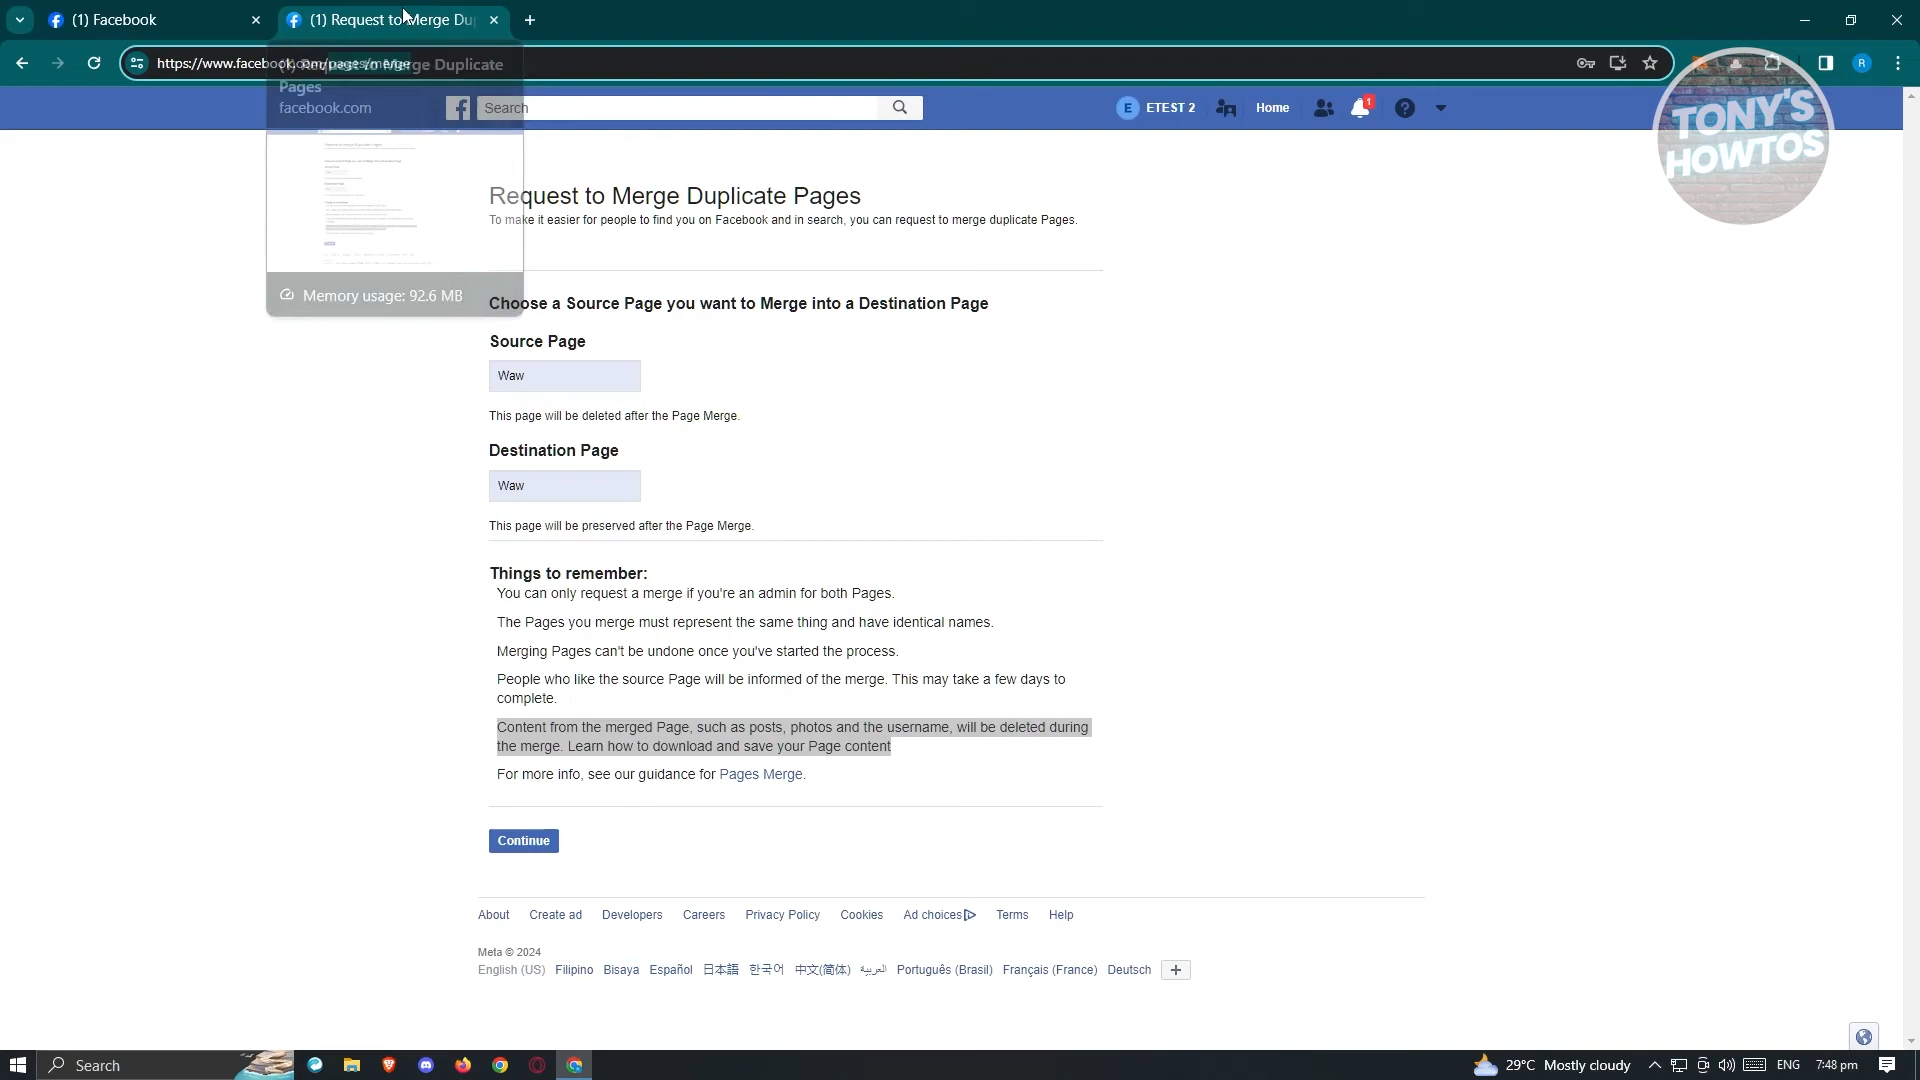 (1) Facebook
(1) Request to Merge Du
https://www.facebook.com/pages/merge
(1) Request to Merge Duplicate
Pages
facebook.com
Search
E ETEST 2
Home
1
R
TONY'S
HOWTOS
Memory usage: 92.6 MB
Request to Merge Duplicate Pages
To make it easier for people to find you on Facebook and in search, you can request to merge duplicate Pages.
Choose a Source Page you want to Merge into a Destination Page
Source Page
Waw
This page will be deleted after the Page Merge.
Destination Page
Waw
This page will be preserved after the Page Merge.
Things to remember:
You can only request a merge if you're an admin for both Pages.
The Pages you merge must represent the same thing and have identical names.
Merging Pages can't be undone once you've started the process.
People who like the source Page will be informed of the merge. This may take a few days to
complete.
Content from the merged Page, such as posts, photos and the username, will be deleted during
the merge. Learn how to download and save your Page content
For more info, see our guidance for Pages Merge.
Continue
About Create ad Developers Careers Privacy Policy Cookies Ad choices Terms Help
Meta © 2024
English (US) Filipino Bisaya Español 日本語 한국어 中文(简体) العربية Português (Brasil) Français (France) Deutsch +
Search
29°C Mostly cloudy
ENG
7:48 pm